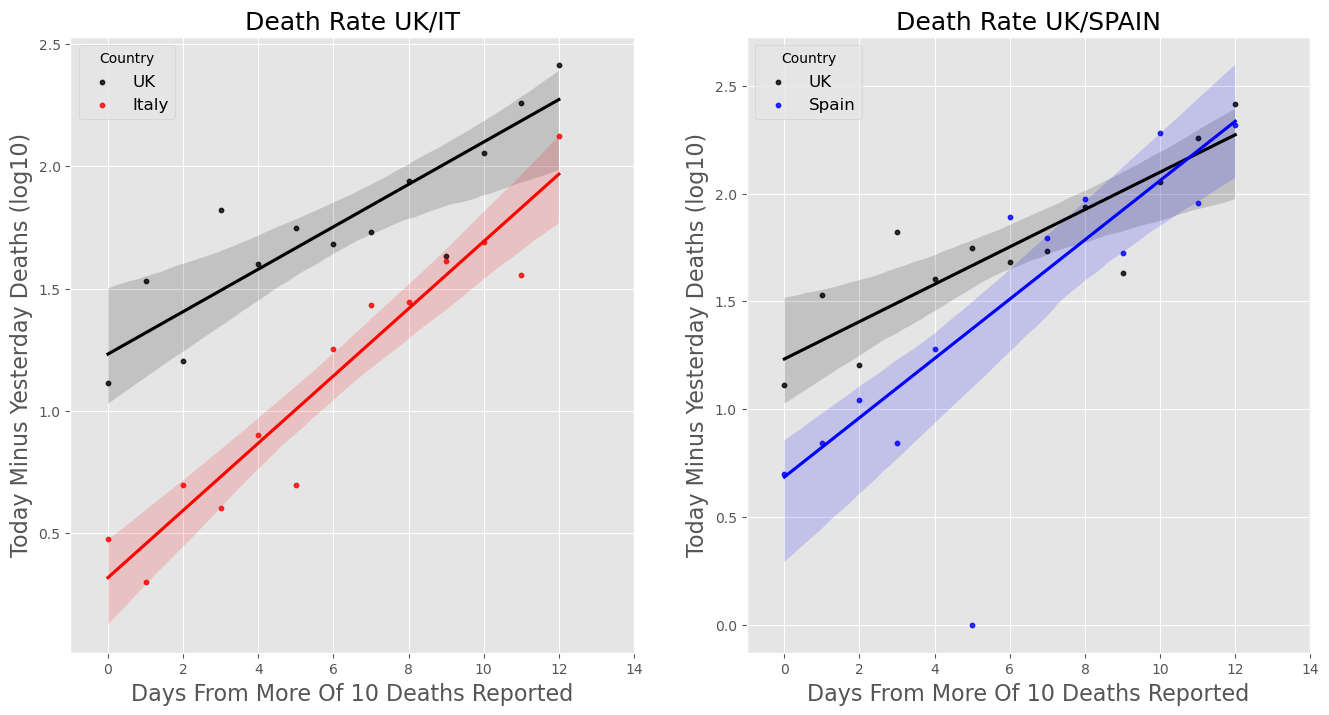 Death Rate UK/IT
Country
UK
Italy
2.5
2.0
1.5
1.0
0.5
Today Minus Yesterday Deaths (log10)
0 2 4 6 8 10 12 14
Days From More Of 10 Deaths Reported
Death Rate UK/SPAIN
Country
UK
Spain
2.5
2.0
1.5
1.0
0.5
0.0
Today Minus Yesterday Deaths (log10)
0 2 4 6 8 10 12 14
Days From More Of 10 Deaths Reported